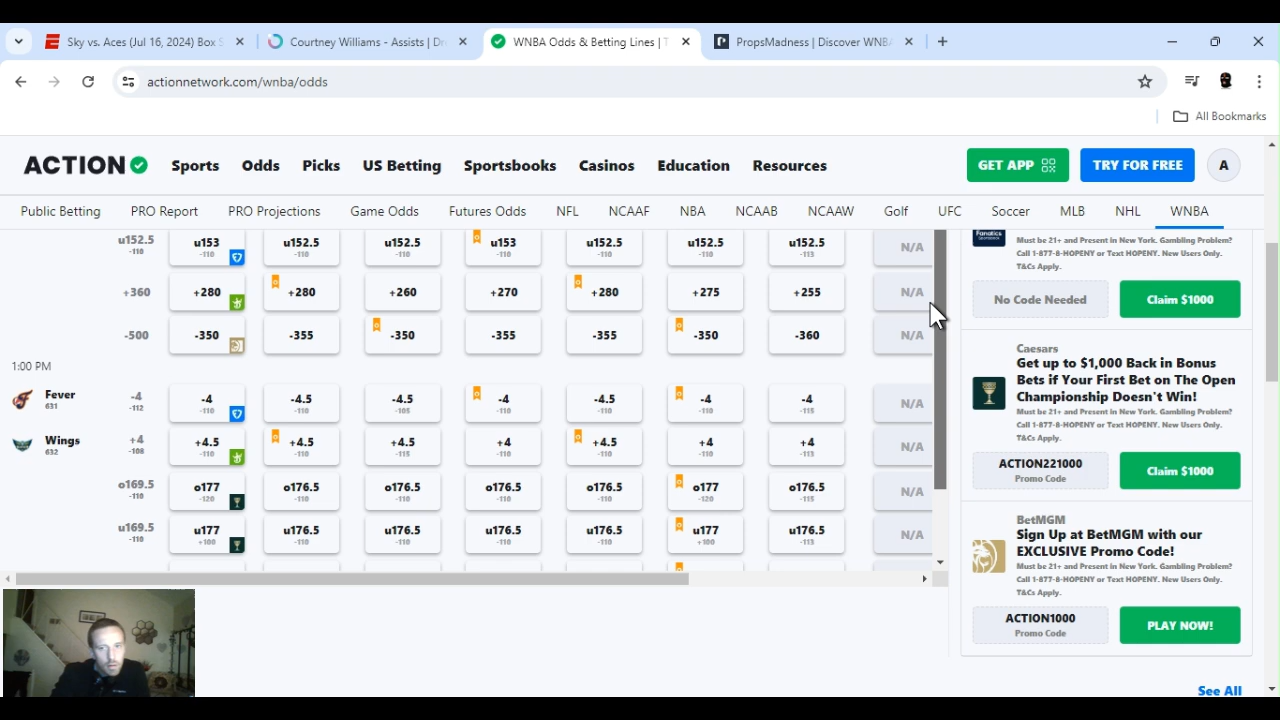 Sky vs. Aces (Jul 16, 2024) Box S
Courtney Williams - Assists | Dr
WNBA Odds & Betting Lines | T
PropsMadness | Discover WNBA
actionnetwork.com/wnba/odds
All Bookmarks
ACTION Sports Odds Picks US Betting Sportsbooks Casinos Education Resources GET APP TRY FOR FREE A
Public Betting PRO Report PRO Projections Game Odds Futures Odds NFL NCAAF NBA NCAAB NCAAW Golf UFC Soccer MLB NHL WNBA
u152.5 u153 u152.5 u152.5 u153 u152.5 u152.5 u152.5 N/A
-110 -110 -110 -110 -110 -110 -110 -113
+360 +280 +280 +260 +270 +280 +275 +255 N/A
-500 -350 -355 -350 -355 -355 -350 -360 N/A
1:00 PM
Fever -4 -4 -4.5 -4.5 -4 -4.5 -4 -4 N/A
631 -112 -110 -110 -105 -110 -110 -110 -115
Wings +4 +4.5 +4.5 +4.5 +4 +4.5 +4 +4 N/A
632 -108 -110 -110 -115 -110 -110 -110 -113
o169.5 o177 o176.5 o176.5 o176.5 o176.5 o177 o176.5 N/A
-110 -120 -110 -110 -110 -110 -120 -115
u169.5 u177 u176.5 u176.5 u176.5 u176.5 u177 u176.5 N/A
-110 +100 -110 -110 -110 -110 +100 -113
Fanatics
Must be 21+ and Present in New York. Gambling Problem?
Call 1-877-8-HOPENY or Text HOPENY. New Users Only.
T&Cs Apply.
No Code Needed Claim $1000
Caesars
Get up to $1,000 Back in Bonus
Bets if Your First Bet on The Open
Championship Doesn't Win!
Must be 21+ and Present in New York. Gambling Problem?
Call 1-877-8-HOPENY or Text HOPENY. New Users Only.
T&Cs Apply.
ACTION221000
Promo Code
Claim $1000
BetMGM
Sign Up at BetMGM with our
EXCLUSIVE Promo Code!
Must be 21+ and Present in New York. Gambling Problem?
Call 1-877-8-HOPENY or Text HOPENY. New Users Only.
T&Cs Apply.
ACTION1000
Promo Code
PLAY NOW!
See All